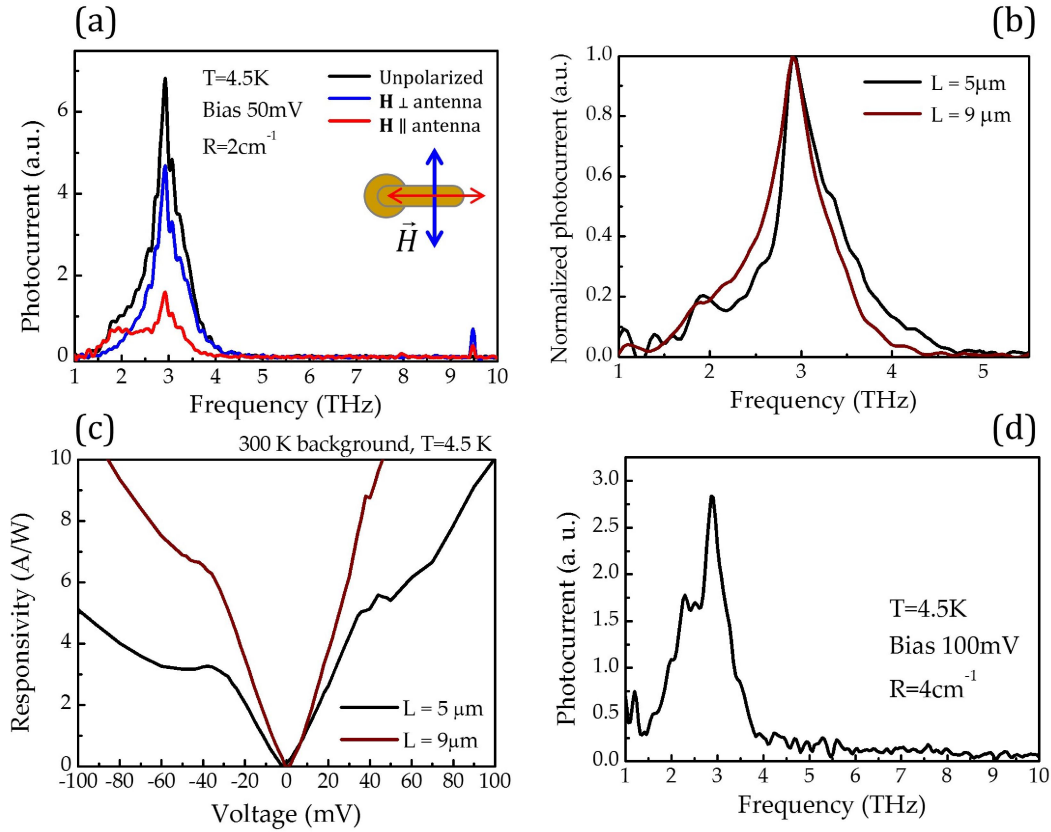 (a)
T=4.5K
Bias 50mV
R=2cm⁻¹
Unpolarized
H ⊥ antenna
H ∥ antenna
H⃗
Photocurrent (a.u.)
6
4
2
0
1 2 3 4 5 6 7 8 9 10
Frequency (THz)
(b)
L = 5μm
L = 9 μm
Normalized photocurrent (a.u.)
1.0
0.8
0.6
0.4
0.2
0.0
1 2 3 4 5
Frequency (THz)
(c)
300 K background, T=4.5 K
Responsivity (A/W)
10
8
6
4
2
0
L = 5 μm
L = 9μm
-100 -80 -60 -40 -20 0 20 40 60 80 100
Voltage (mV)
(d)
Photocurrent (a. u.)
3.0
2.5
2.0
1.5
1.0
0.5
0.0
T=4.5K
Bias 100mV
R=4cm⁻¹
1 2 3 4 5 6 7 8 9 10
Frequency (THz)